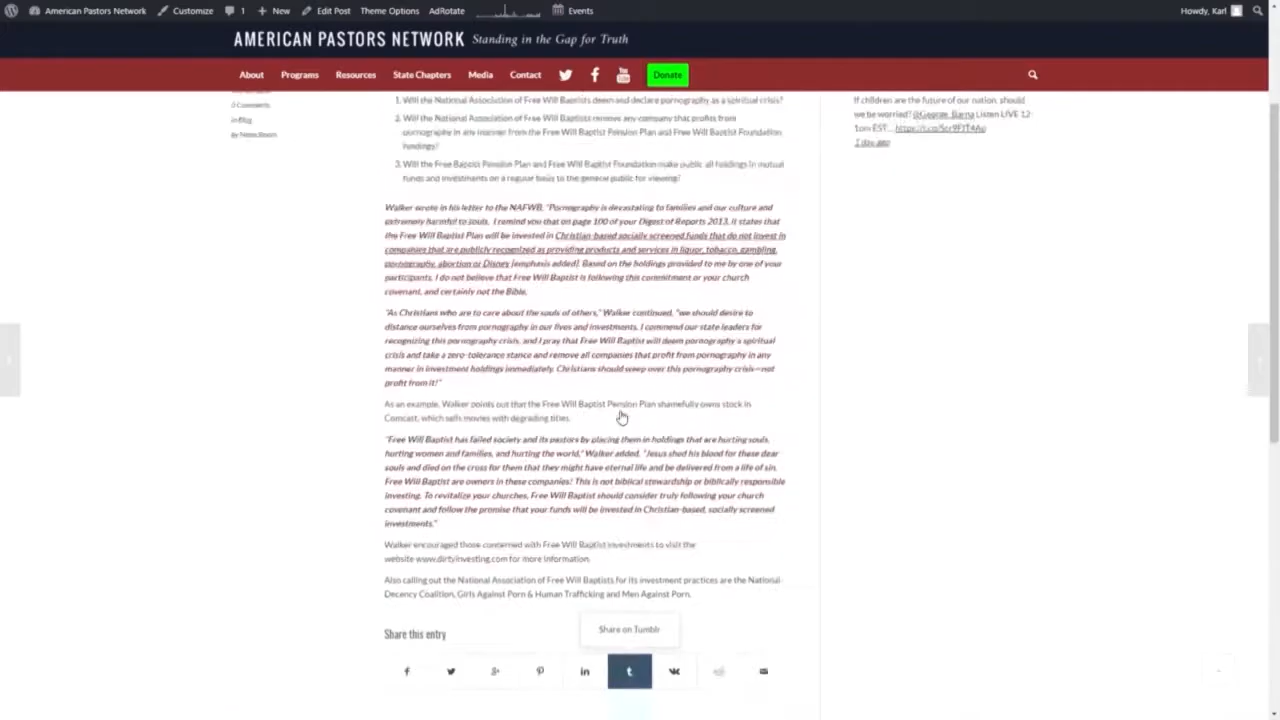 American Pastors Network Customize 1 New Edit Post Theme Options AdRotate Events Howdy, Karl
AMERICAN PASTORS NETWORK Standing in the Gap for Truth
About Programs Resources State Chapters Media Contact Donate
0 Comments
in Blog
by News Room
1. Will the National Association of Free Will Baptists deem and declare pornography as a spiritual crisis?
2. Will the National Association of Free Will Baptists remove any company that profits from
pornography in any manner from the Free Will Baptist Pension Plan and Free Will Baptist Foundation
holdings?
3. Will the Free Baptist Pension Plan and Free Will Baptist Foundation make public all holdings in mutual
funds and investments on a regular basis to the general public for viewing?
Walker wrote in his letter to the NAFWB, "Pornography is devastating to families and our culture and
extremely harmful to souls. I remind you that on page 100 of your Digest of Reports 2013, it states that
the Free Will Baptist Plan will be invested in Christian-based socially screened funds that do not invest in
companies that are publicly recognized as providing products and services in liquor, tobacco, gambling,
pornography, abortion or Disney [emphasis added]. Based on the holdings provided to me by one of your
participants, I do not believe that Free Will Baptist is following this commitment or your church
covenant, and certainly not the Bible.
"As Christians who are to care about the souls of others," Walker continued, "we should desire to
distance ourselves from pornography in our lives and investments. I commend our state leaders for
recognizing this pornography crisis, and I pray that Free Will Baptist will deem pornography a spiritual
crisis and take a zero-tolerance stance and remove all companies that profit from pornography in any
manner in investment holdings immediately. Christians should weep over this pornography crisis—not
profit from it!"
As an example, Walker points out that the Free Will Baptist Pension Plan shamefully owns stock in
Comcast, which sells movies with degrading titles.
"Free Will Baptist has failed society and its pastors by placing them in holdings that are hurting souls,
hurting women and families, and hurting the world," Walker added. "Jesus shed his blood for these dear
souls and died on the cross for them that they might have eternal life and be delivered from a life of sin.
Free Will Baptist are owners in these companies! This is not biblical stewardship or biblically responsible
investing. To revitalize your churches, Free Will Baptist should consider truly following your church
covenant and follow the promise that your funds will be invested in Christian-based, socially screened
investments."
Walker encouraged those concerned with Free Will Baptist investments to visit the
website www.dirtyinvesting.com for more information.
Also calling out the National Association of Free Will Baptists for its investment practices are the National
Decency Coalition, Girls Against Porn & Human Trafficking and Men Against Porn.
Share this entry
Share on Tumblr
If children are the future of our nation, should
we be worried? @George_Barna Listen LIVE 12-
1pm EST...
1 day ago